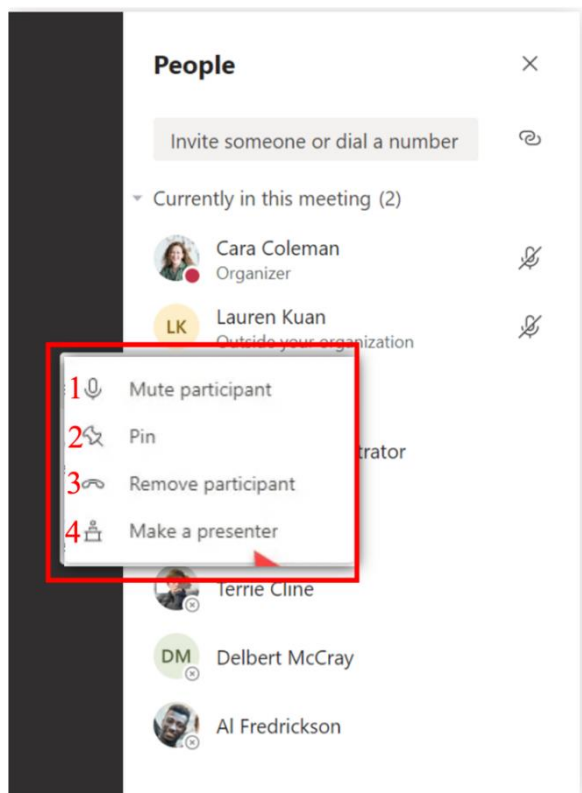 People
Invite someone or dial a number
Currently in this meeting (2)
Cara Coleman
Organizer
LK
Lauren Kuan
Outside your organization
1 Mute participant
2 Pin
trator
3 Remove participant
4 Make a presenter
Terrie Cline
DM
Delbert McCray
Al Fredrickson